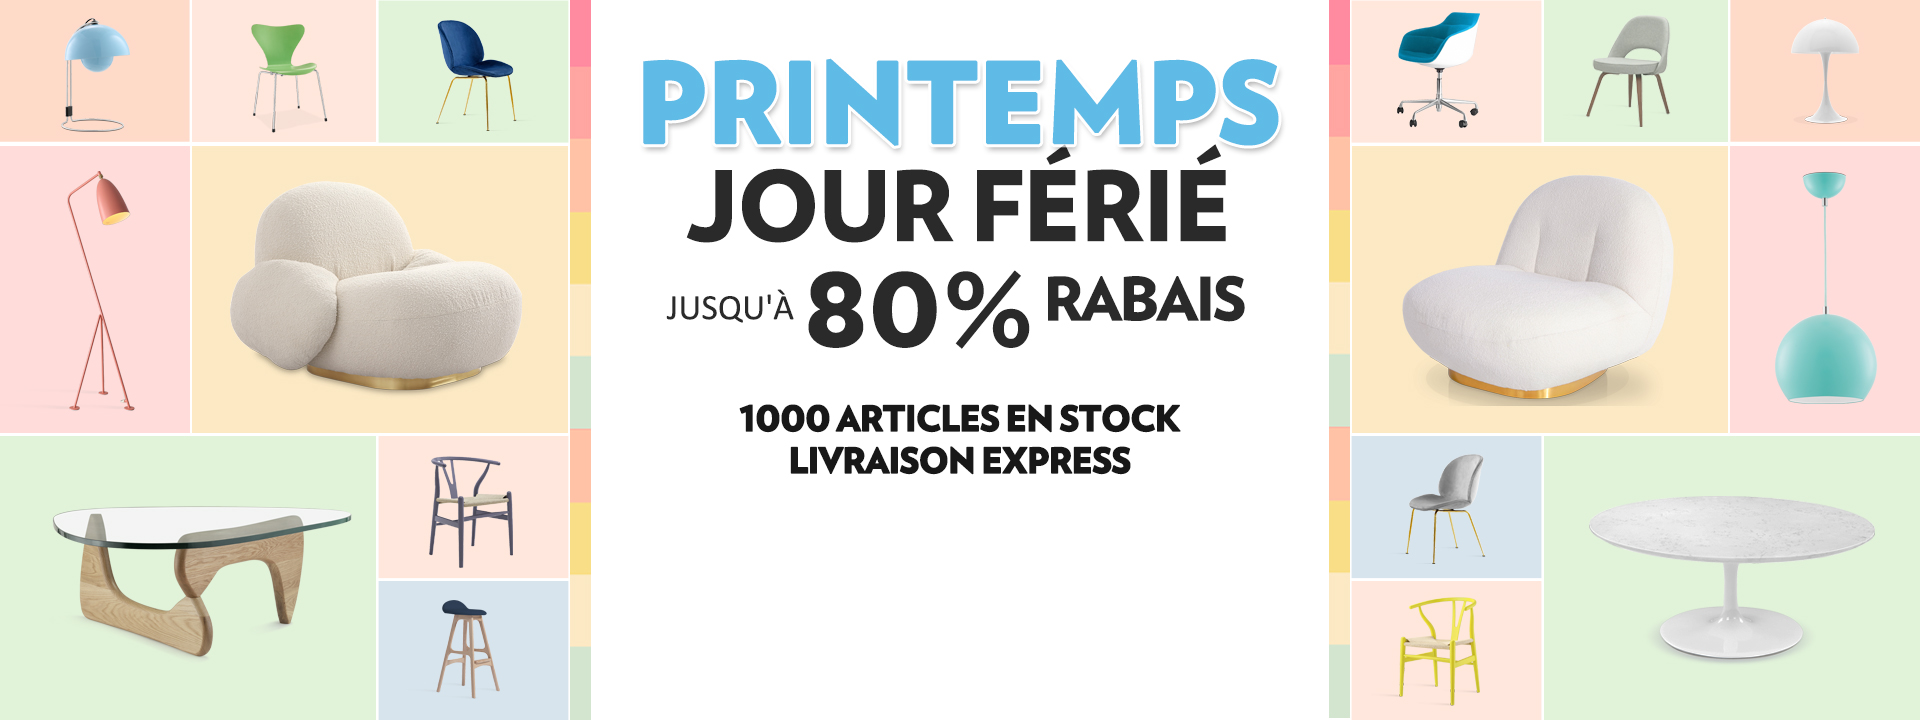 PRINTEMPS
JOUR FÉRIÉ
JUSQU'À 80% RABAIS
1000 ARTICLES EN STOCK
LIVRAISON EXPRESS